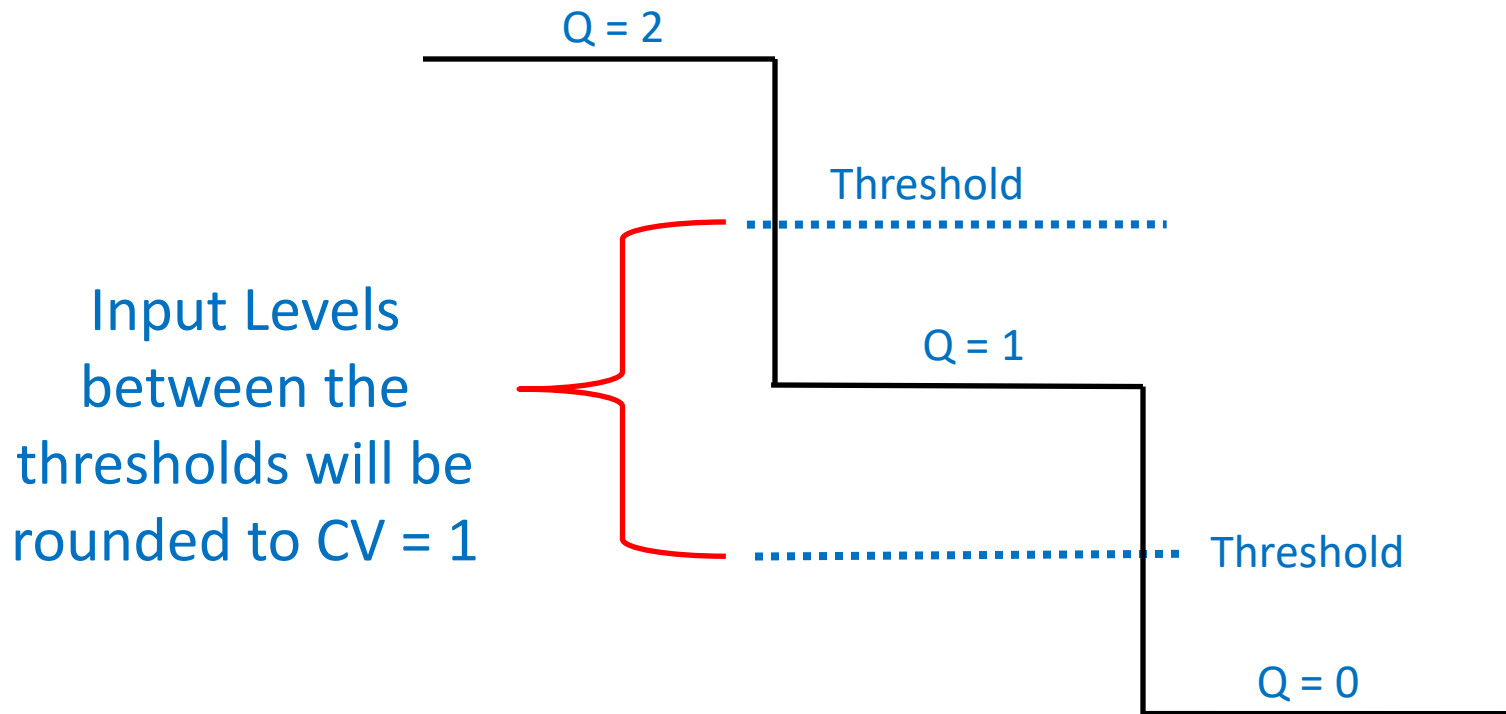 Q = 2
Threshold
Input Levels
between the
thresholds will be
rounded to CV = 1
Q = 1
Threshold
Q = 0